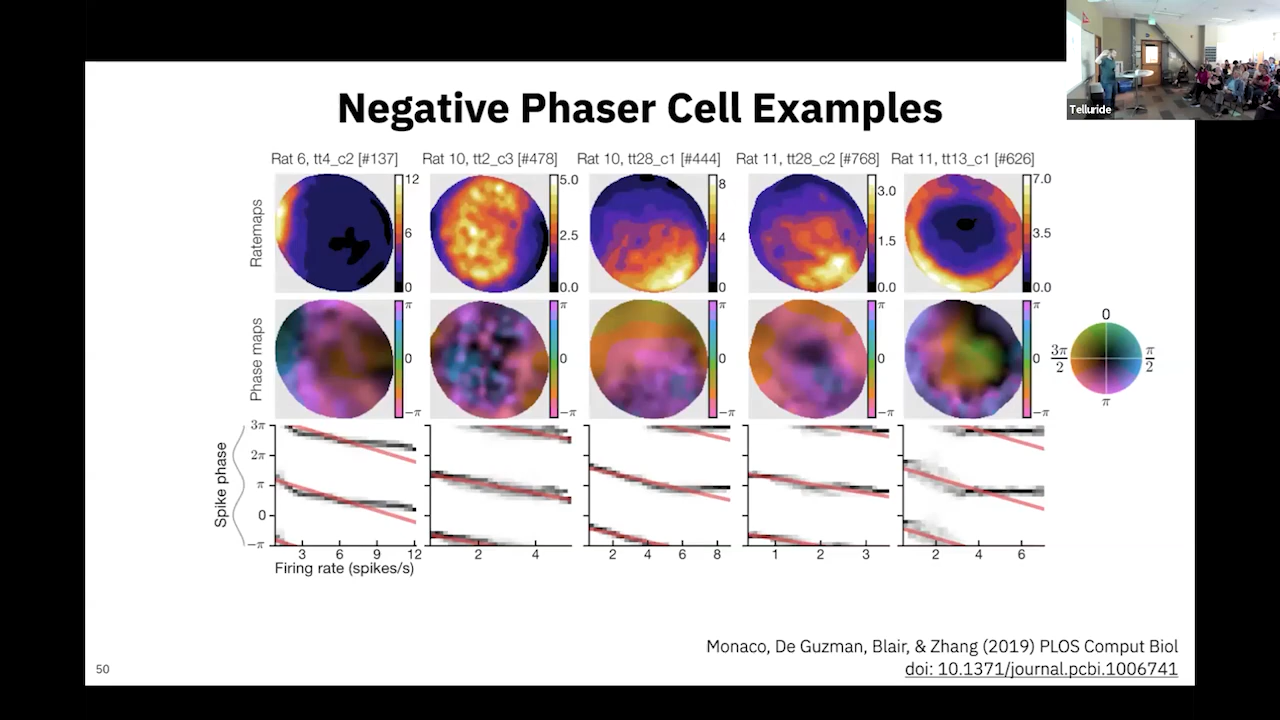 Telluride
Negative Phaser Cell Examples
Rat 6, tt4_c2 [#137] Rat 10, tt2_c3 [#478] Rat 10, tt28_c1 [#444] Rat 11, tt28_c2 [#768] Rat 11, tt13_c1 [#626]
Ratemaps
12 5.0 8 3.0 7.0
6 2.5 4 1.5 3.5
0 0.0 0 0.0 0.0
Phase maps
π π π π π
0 0 0 0 0
−π −π −π −π −π
0
3π/2 π/2
π
Spike phase
3π
2π
π
0
−π
3 6 9 12 2 4 2 4 6 8 1 2 3 2 4 6
Firing rate (spikes/s)
Monaco, De Guzman, Blair, & Zhang (2019) PLOS Comput Biol
doi: 10.1371/journal.pcbi.1006741
50